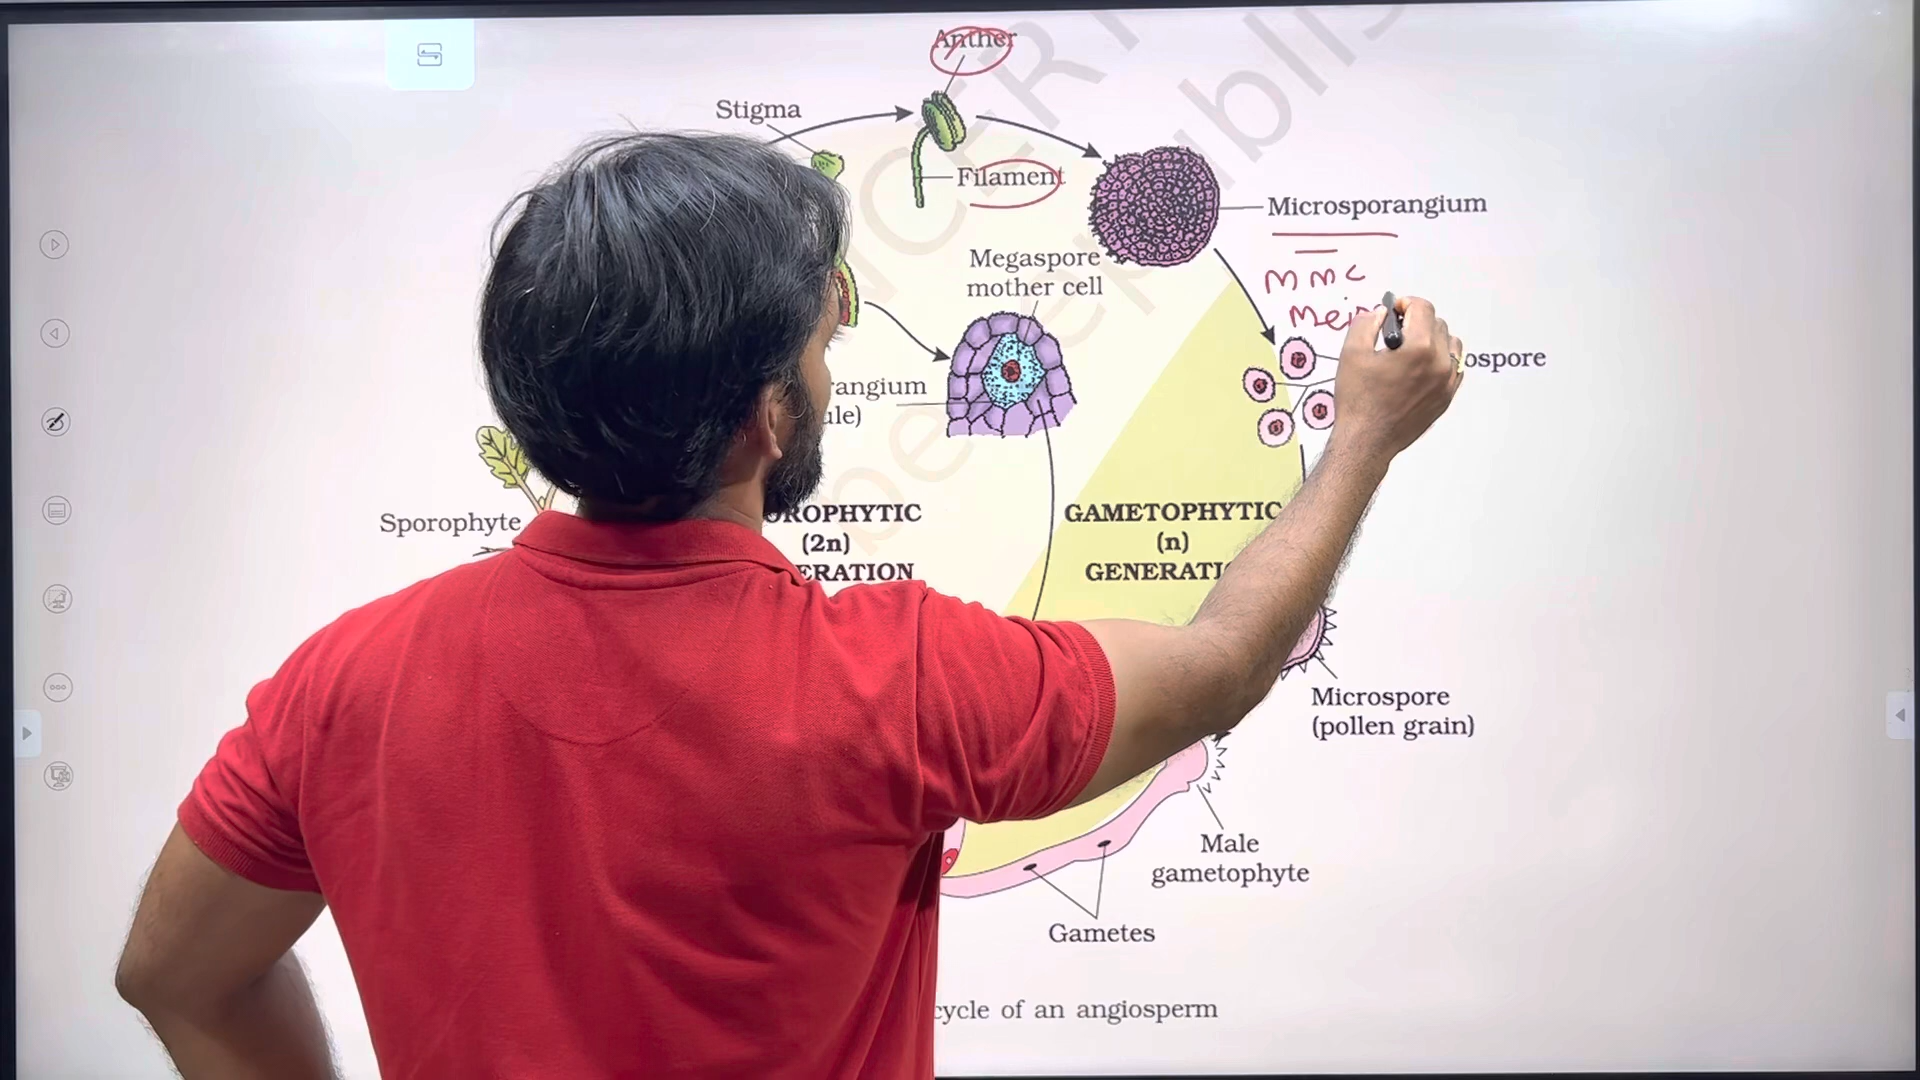 Anther
Stigma
Filament
Microsporangium
Megaspore
mother cell
MMC
angium
ule)
ospore
Sporophyte
ROPHYTIC
(2n)
ERATION
GAMETOPHYTIC
(n)
GENERATI
Microspore
(pollen grain)
Male
gametophyte
Gametes
cycle of an angiosperm